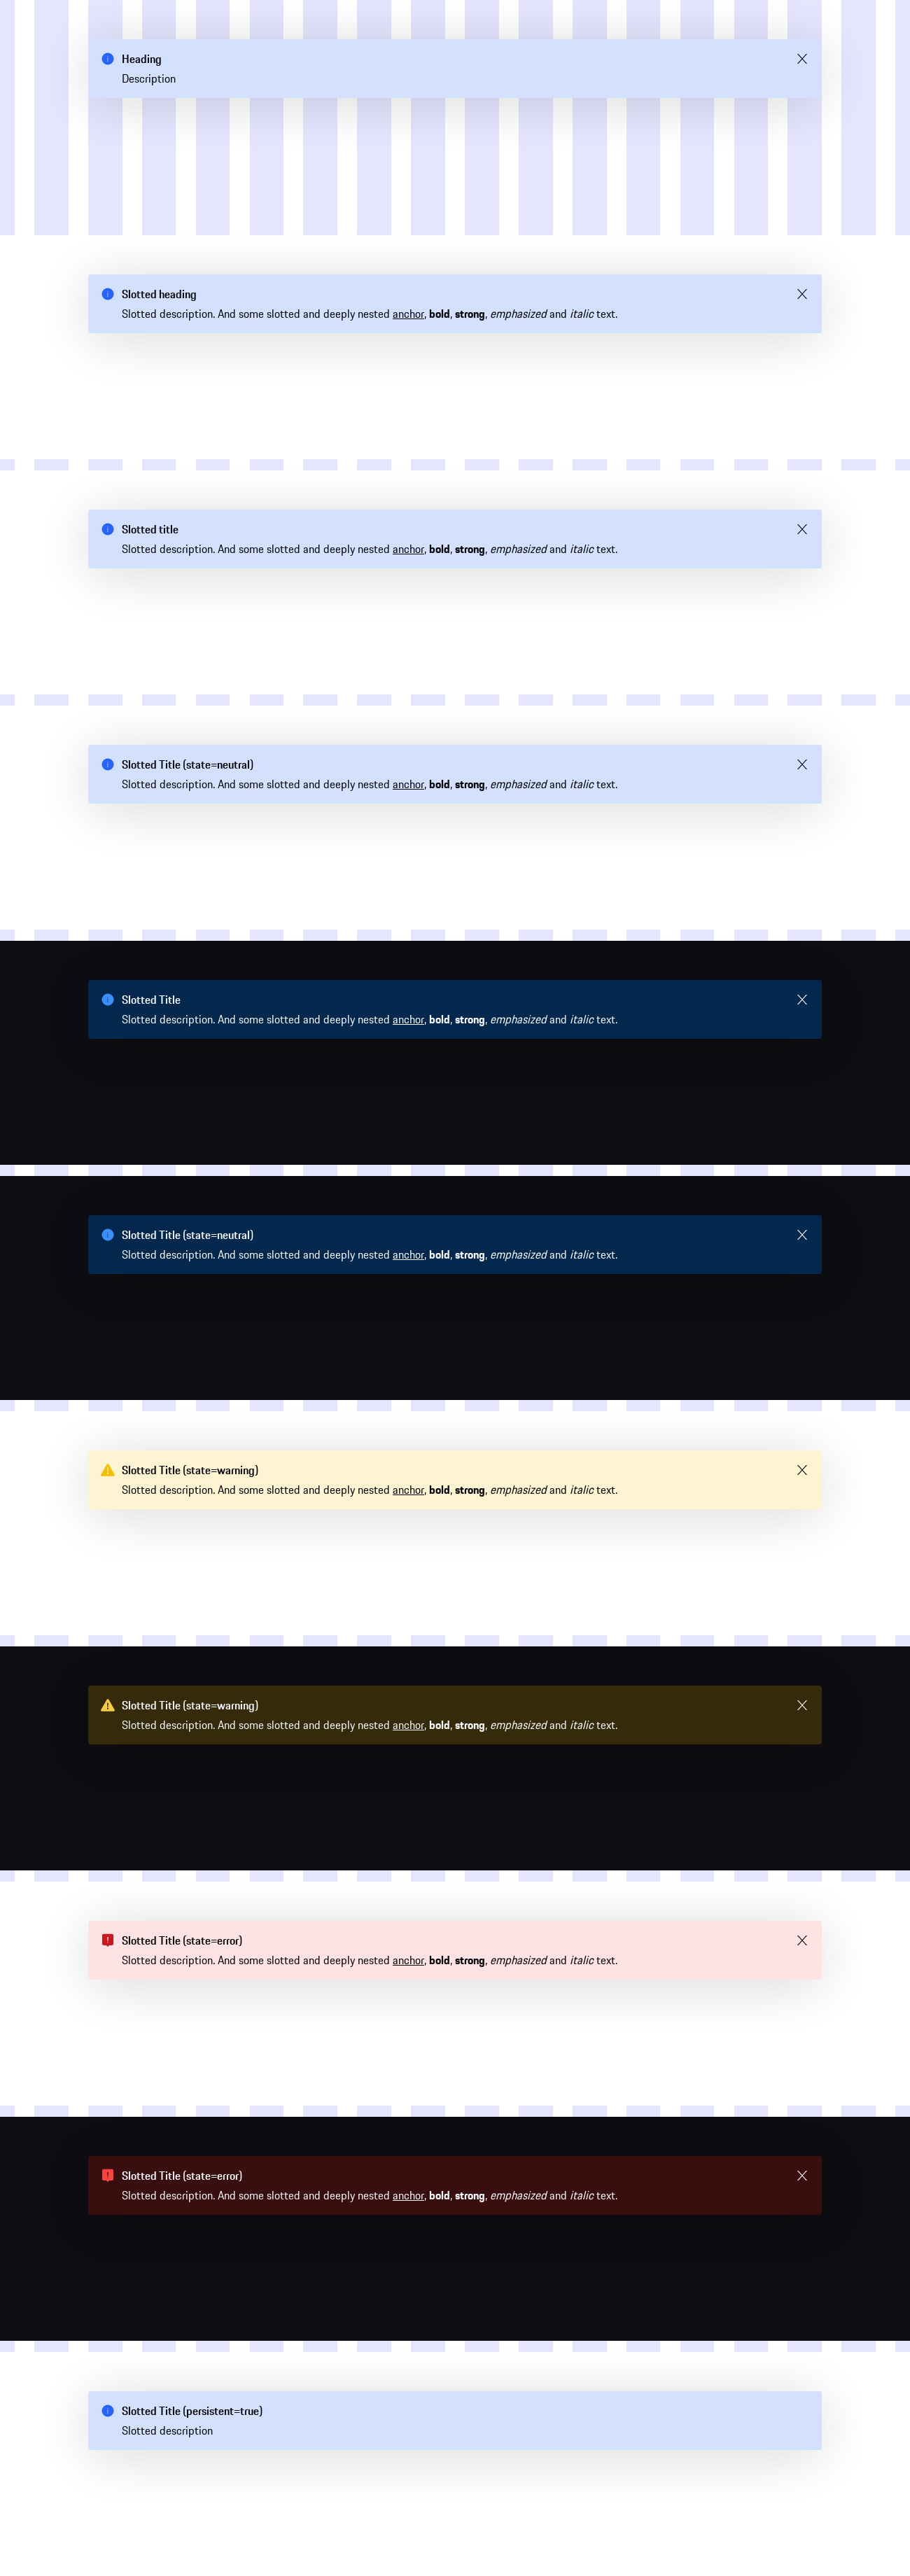 Heading
Description
Slotted heading
Slotted description. And some slotted and deeply nested anchor, bold, strong, emphasized and italic text.
Slotted title
Slotted description. And some slotted and deeply nested anchor, bold, strong, emphasized and italic text.
Slotted Title (state=neutral)
Slotted description. And some slotted and deeply nested anchor, bold, strong, emphasized and italic text.
Slotted Title
Slotted description. And some slotted and deeply nested anchor, bold, strong, emphasized and italic text.
Slotted Title (state=neutral)
Slotted description. And some slotted and deeply nested anchor, bold, strong, emphasized and italic text.
Slotted Title (state=warning)
Slotted description. And some slotted and deeply nested anchor, bold, strong, emphasized and italic text.
Slotted Title (state=warning)
Slotted description. And some slotted and deeply nested anchor, bold, strong, emphasized and italic text.
Slotted Title (state=error)
Slotted description. And some slotted and deeply nested anchor, bold, strong, emphasized and italic text.
Slotted Title (state=error)
Slotted description. And some slotted and deeply nested anchor, bold, strong, emphasized and italic text.
Slotted Title (persistent=true)
Slotted description